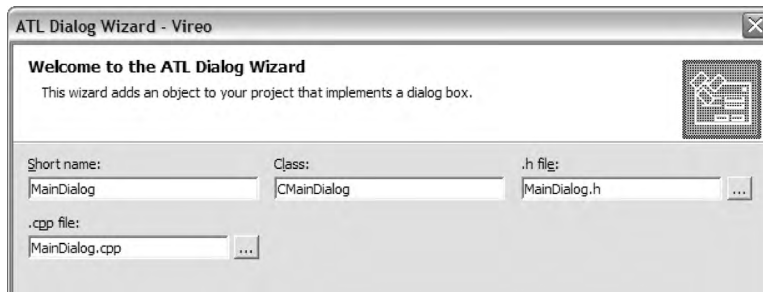 ATL Dialog Wizard - Vireo
Welcome to the ATL Dialog Wizard
This wizard adds an object to your project that implements a dialog box.
Short name:
Class:
.h file:
MainDialog
CMainDialog
MainDialog.h
...
.cpp file:
MainDialog.cpp
...